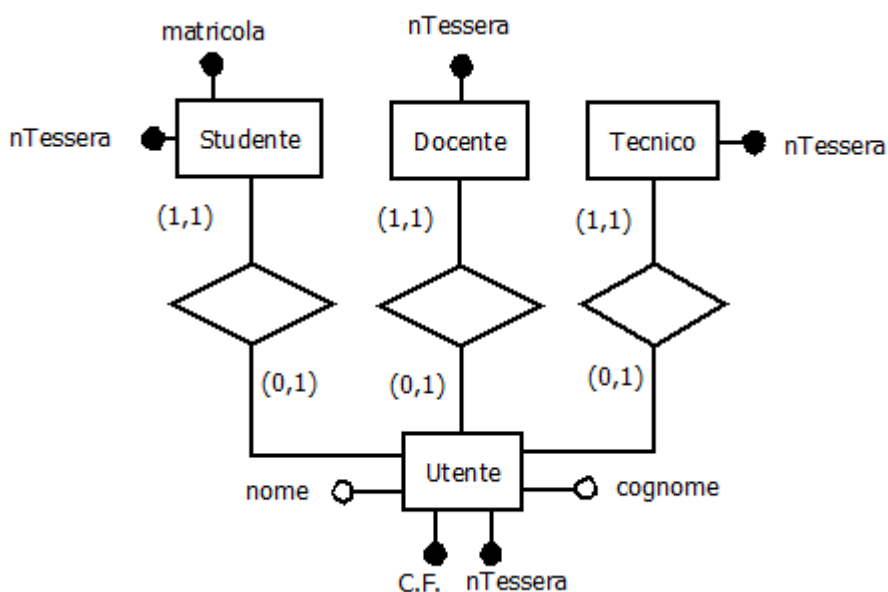 matricola
nTessera
nTessera
Studente
Docente
Tecnico
nTessera
(1,1)
(1,1)
(1,1)
(0,1)
(0,1)
(0,1)
Utente
nome
cognome
C.F.
nTessera